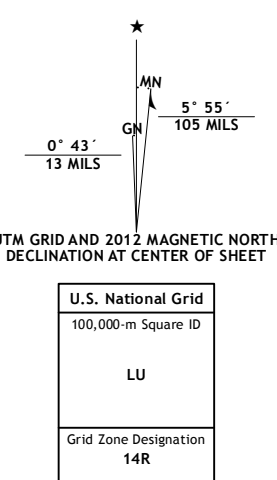 ★
MN
GN
5° 55´
105 MILS
0° 43´
13 MILS
UTM GRID AND 2012 MAGNETIC NORTH
DECLINATION AT CENTER OF SHEET
U.S. National Grid
100,000-m Square ID
LU
Grid Zone Designation
14R